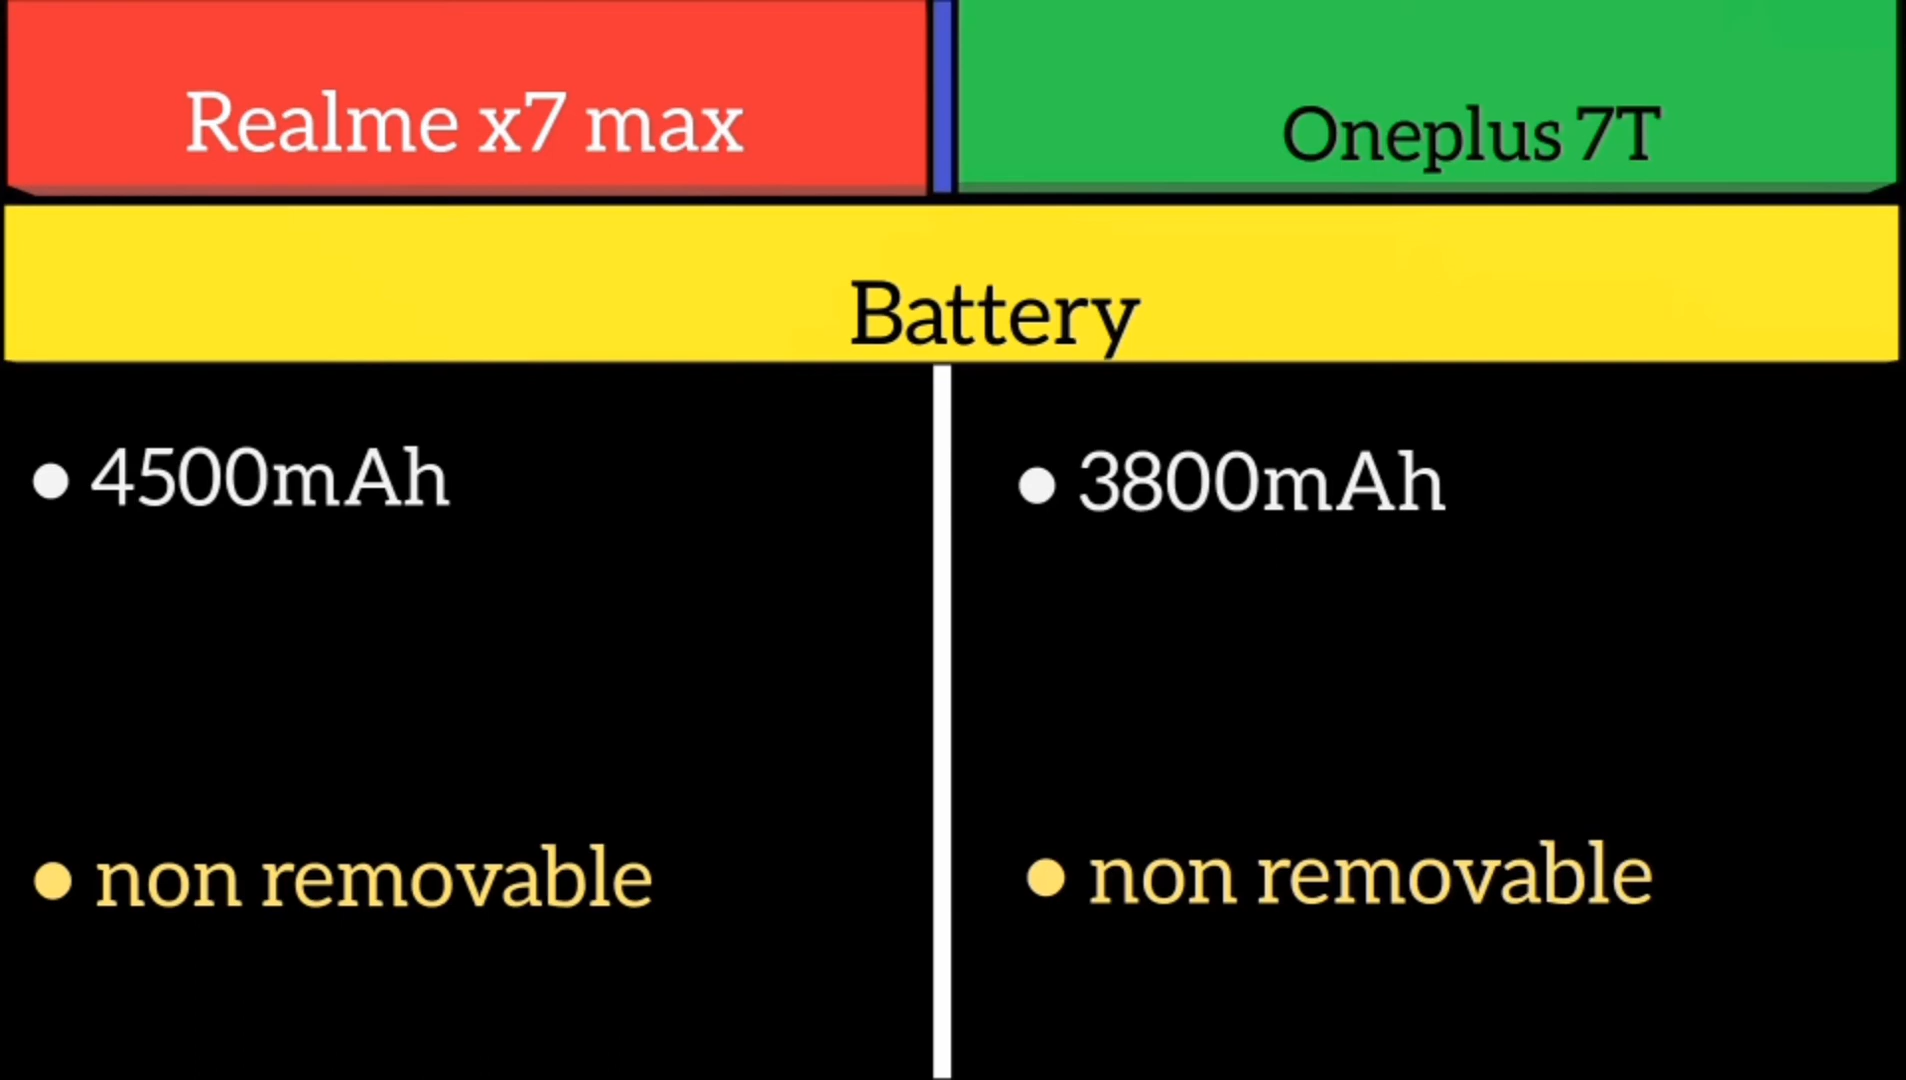 Realme x7 max
Oneplus 7T
Battery
• 4500mAh
• 3800mAh
• non removable
• non removable